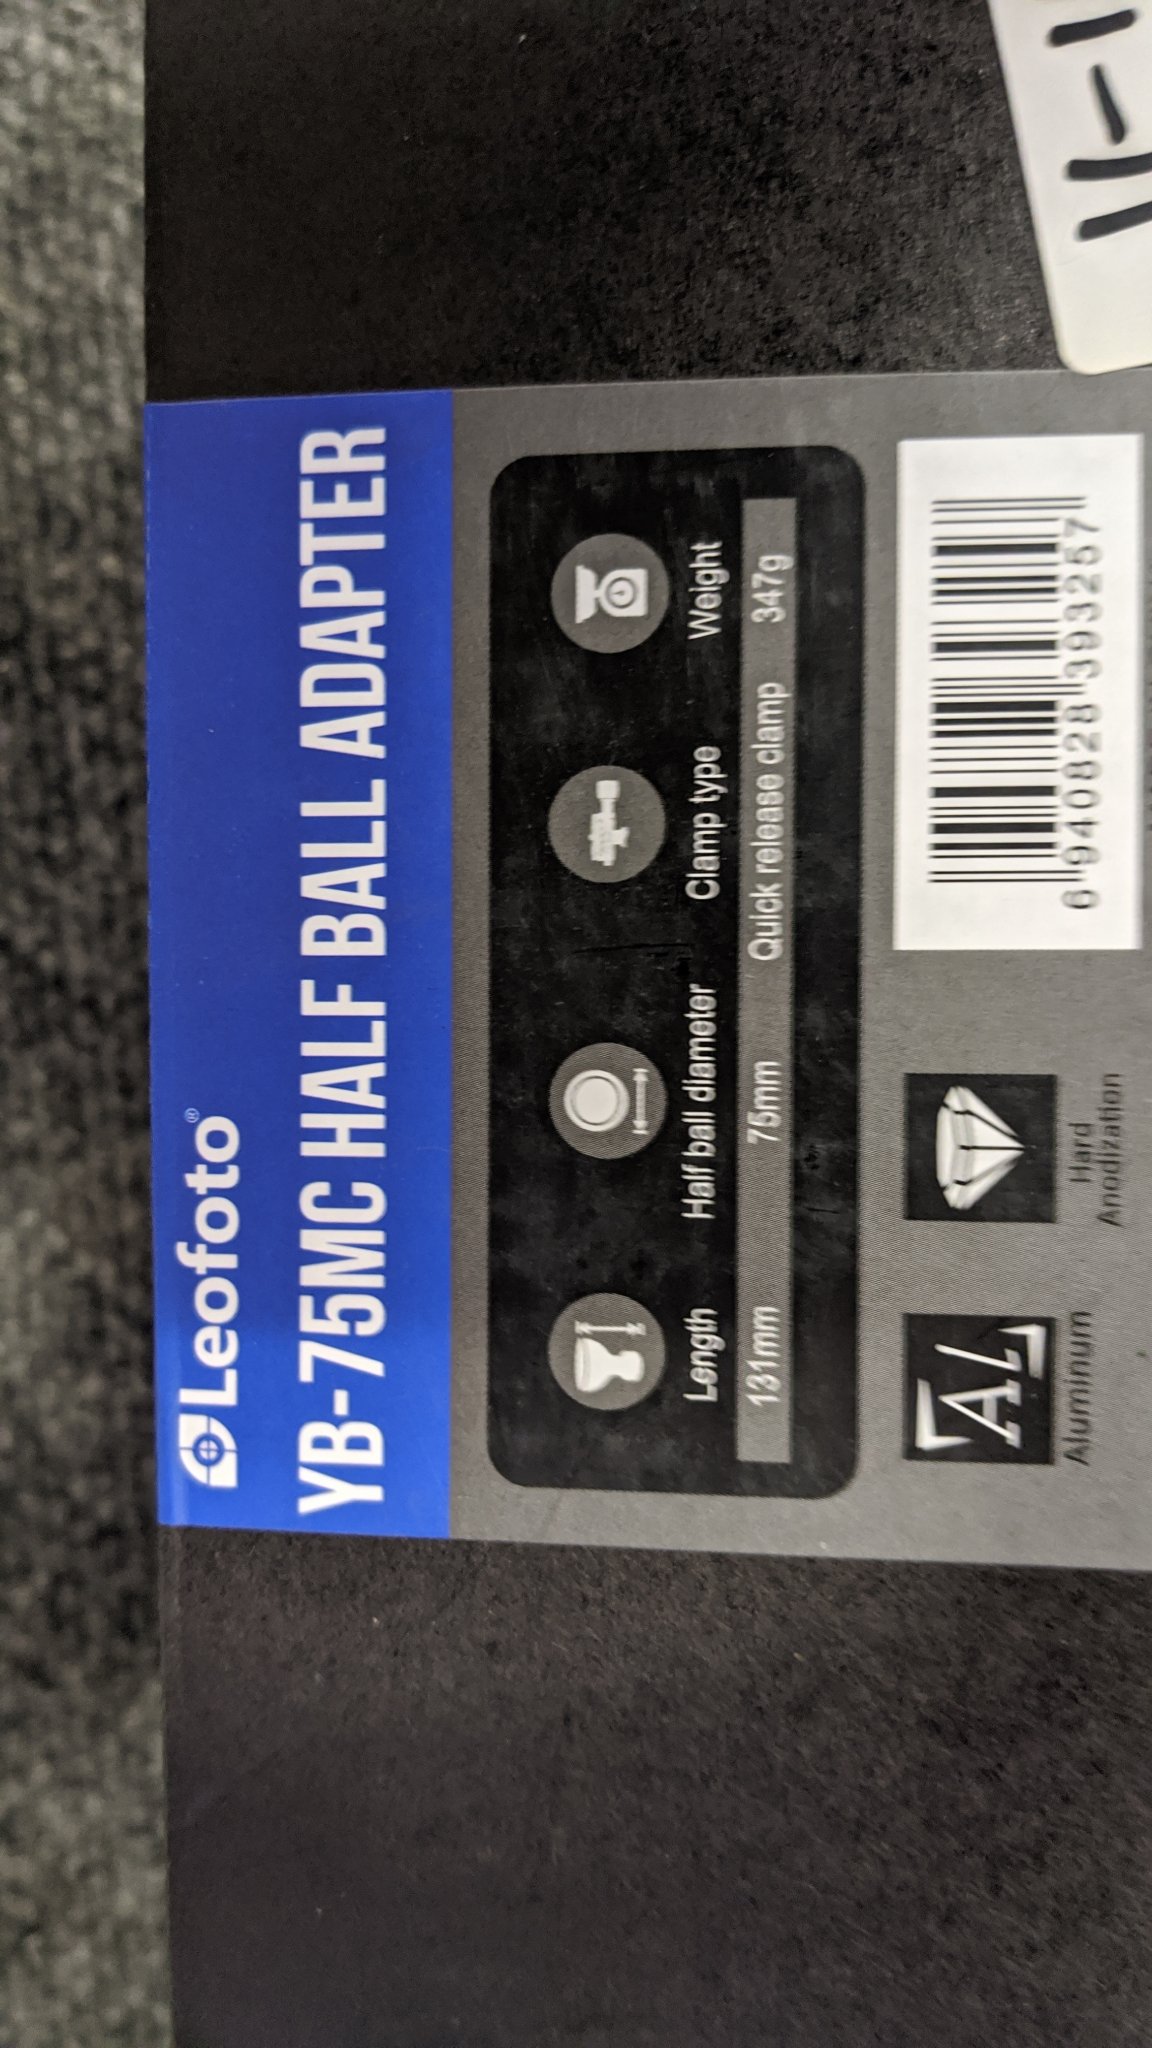 Leofoto®
YB-75MC HALF BALL ADAPTER
Length Half ball diameter Clamp type Weight
131mm 75mm Quick release clamp 347g
AL
Aluminum
Hard
Anodization
6 940828 393257